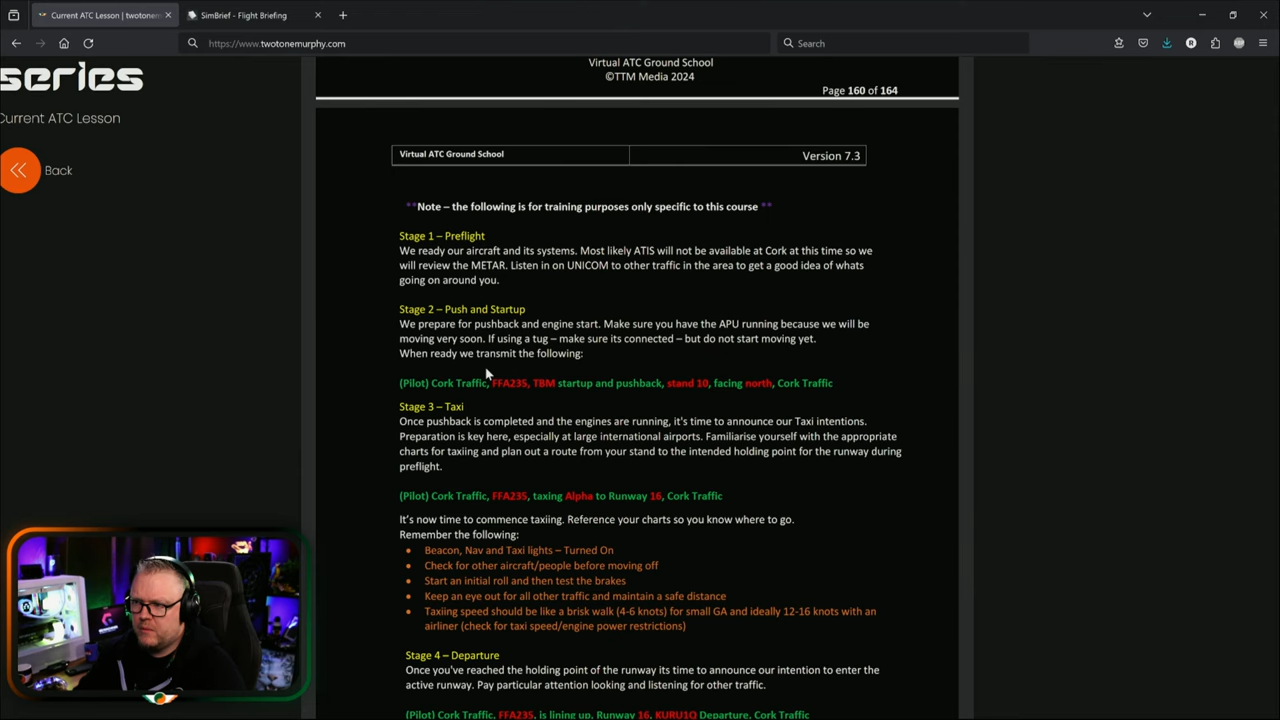 Current ATC Lesson | twotonem
SimBrief - Flight Briefing
https://www.twotonemurphy.com
Search
series
Current ATC Lesson
Back
Virtual ATC Ground School
©TTM Media 2024
Page 160 of 164
Virtual ATC Ground School
Version 7.3
**Note – the following is for training purposes only specific to this course **
Stage 1 – Preflight
We ready our aircraft and its systems. Most likely ATIS will not be available at Cork at this time so we
will review the METAR. Listen in on UNICOM to other traffic in the area to get a good idea of whats
going on around you.
Stage 2 – Push and Startup
We prepare for pushback and engine start. Make sure you have the APU running because we will be
moving very soon. If using a tug – make sure its connected – but do not start moving yet.
When ready we transmit the following:
(Pilot) Cork Traffic, FFA235, TBM startup and pushback, stand 10, facing north, Cork Traffic
Stage 3 – Taxi
Once pushback is completed and the engines are running, it's time to announce our Taxi intentions.
Preparation is key here, especially at large international airports. Familiarise yourself with the appropriate
charts for taxiing and plan out a route from your stand to the intended holding point for the runway during
preflight.
(Pilot) Cork Traffic, FFA235, taxing Alpha to Runway 16, Cork Traffic
It's now time to commence taxiing. Reference your charts so you know where to go.
Remember the following:
• Beacon, Nav and Taxi lights – Turned On
• Check for other aircraft/people before moving off
• Start an initial roll and then test the brakes
• Keep an eye out for all other traffic and maintain a safe distance
• Taxiing speed should be like a brisk walk (4-6 knots) for small GA and ideally 12-16 knots with an
airliner (check for taxi speed/engine power restrictions)
Stage 4 – Departure
Once you've reached the holding point of the runway its time to announce our intention to enter the
active runway. Pay particular attention looking and listening for other traffic.
(Pilot) Cork Traffic, FFA235, is lining up, Runway 16, KURU1Q Departure, Cork Traffic